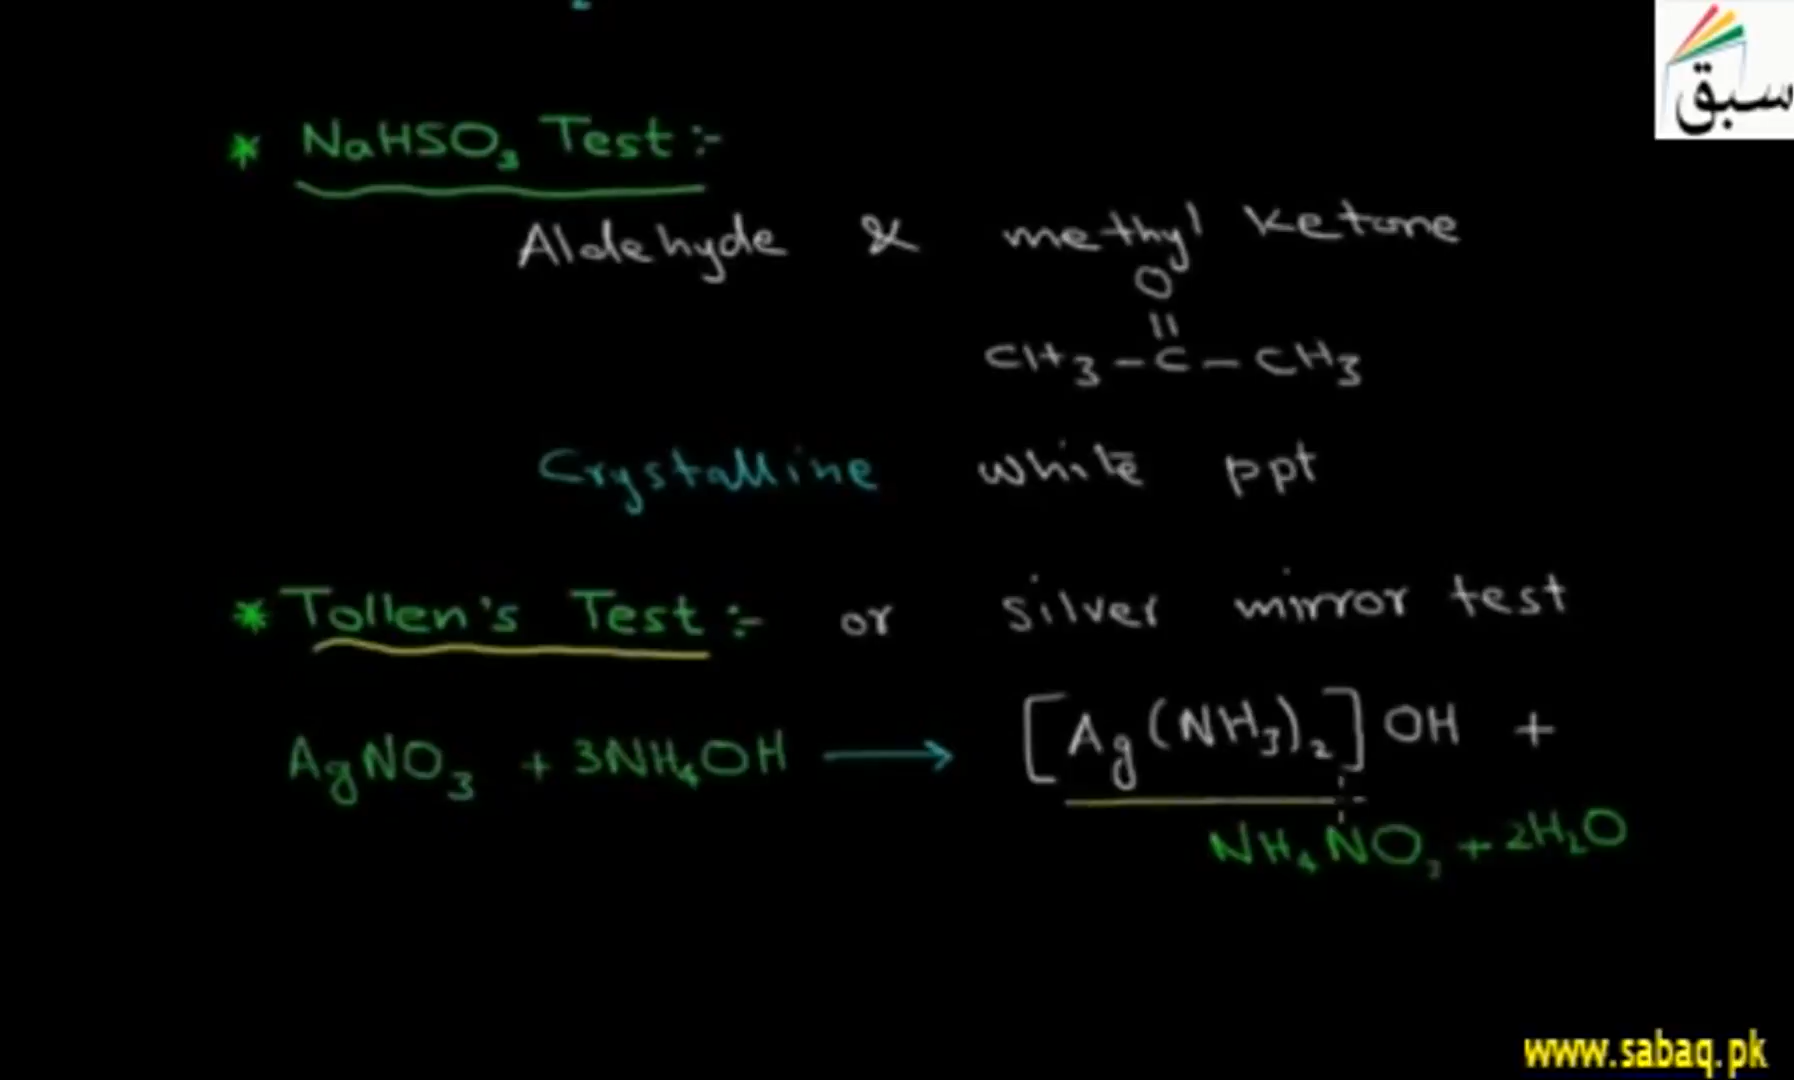 سبق
* NaHSO₃ Test :-
Aldehyde & methyl ketone
O
||
CH₃ – C – CH₃
Crystalline white ppt
* Tollen's Test :- or silver mirror test
AgNO₃ + 3NH₄OH ⟶ [Ag(NH₃)₂]OH +
NH₄NO₃ + 2H₂O
www.sabaq.pk